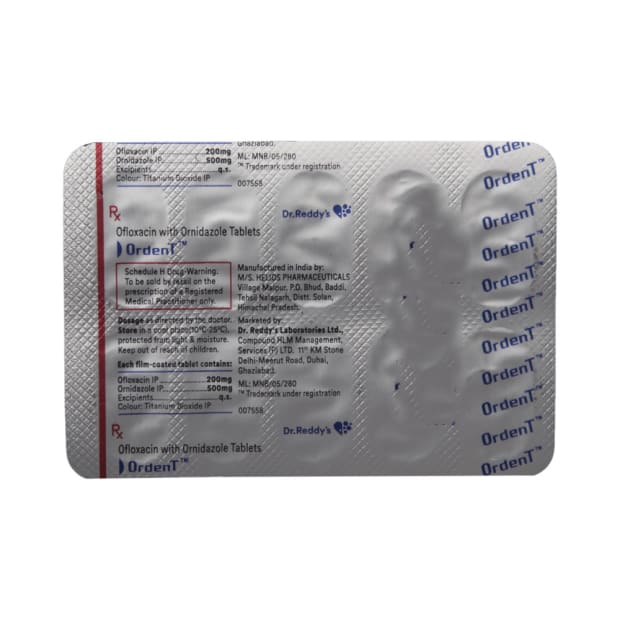 Ghaziabad.
Ofloxacin IP 200mg
Ornidazole IP 500mg
Excipients q.s.
Colour: Titanium Dioxide IP
ML: MNB/05/280
™ Trademark under registration
007558
Rx
Ofloxacin with Ornidazole Tablets
OrdenT™
Dr.Reddy's
Schedule H Drug-Warning.
To be sold by retail on the
prescription of a Registered
Medical Practitioner only.
Dosage as directed by the doctor.
Store in a cool place(10°C-25°C),
protected from light & moisture.
Keep out of reach of children.
Each film-coated tablet contains:
Ofloxacin IP 200mg
Ornidazole IP 500mg
Excipients q.s.
Colour: Titanium Dioxide IP
Manufactured in India by:
M/S. HELIOS PHARMACEUTICALS
Village Malpur, P.O. Bhud, Baddi,
Tehsil Nalagarh, Distt. Solan,
Himachal Pradesh.
Marketed by:
Dr. Reddy's Laboratories Ltd.,
Compound HLM Management,
Services (P) LTD. 11th KM Stone
Delhi-Meerut Road, Duhai,
Ghaziabad.
ML: MNB/05/280
™ Trademark under registration
007558
Rx
Ofloxacin with Ornidazole Tablets
OrdenT™
Dr.Reddy's
OrdenT™
OrdenT™
OrdenT™
OrdenT™
OrdenT™
OrdenT™
OrdenT™
OrdenT™
OrdenT™
OrdenT™